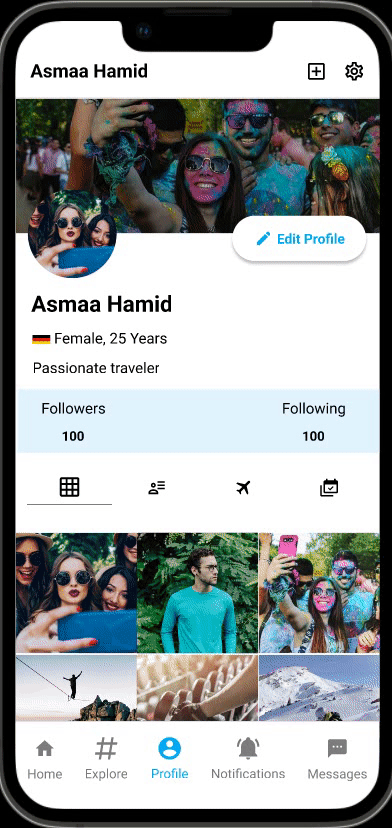 Asmaa Hamid
Edit Profile
Asmaa Hamid
Female, 25 Years
Passionate traveler
Followers Following
100 100
Home Explore Profile Notifications Messages